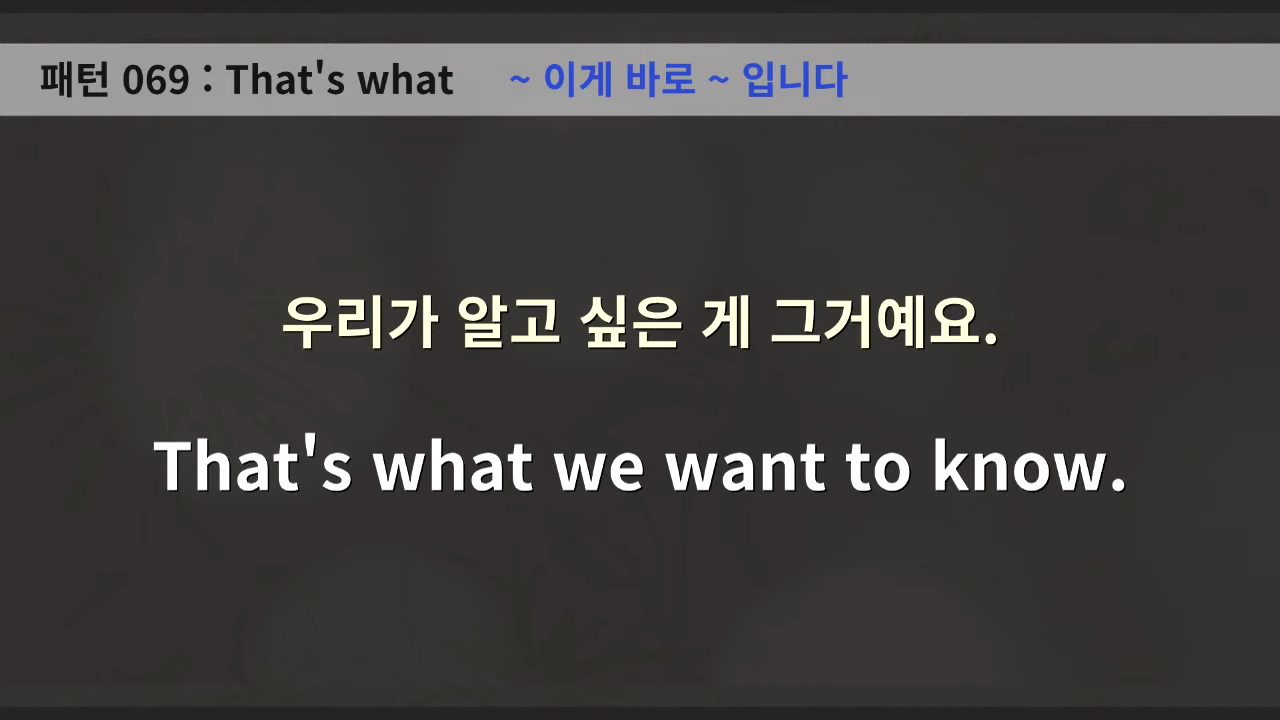 패턴 069 : That's what ~ 이게 바로 ~ 입니다
우리가 알고 싶은 게 그거예요.
That's what we want to know.